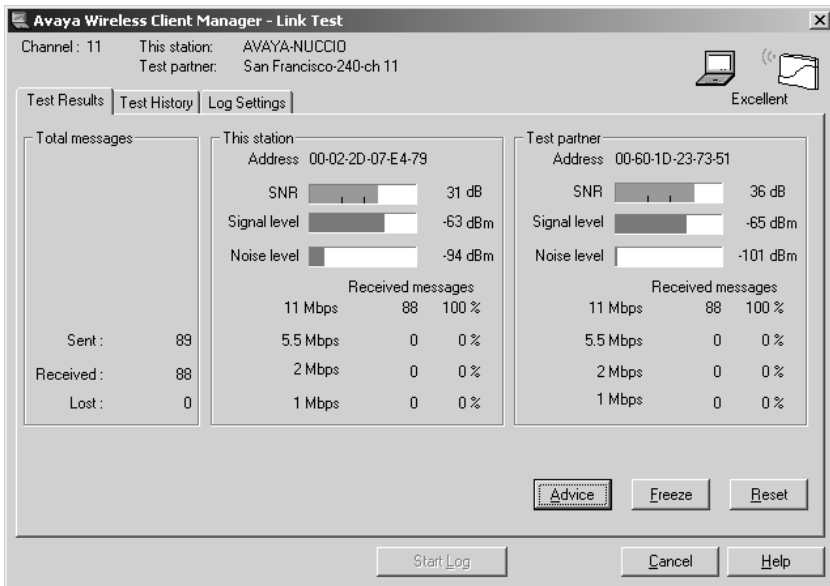 Avaya Wireless Client Manager - Link Test
Channel : 11 This station: AVAYA-NUCCIO
Test partner: San Francisco-240-ch 11
Excellent
Test Results Test History Log Settings
Total messages
Sent : 89
Received : 88
Lost : 0
This station
Address 00-02-2D-07-E4-79
SNR 31 dB
Signal level -63 dBm
Noise level -94 dBm
Received messages
11 Mbps 88 100 %
5.5 Mbps 0 0 %
2 Mbps 0 0 %
1 Mbps 0 0 %
Test partner
Address 00-60-1D-23-73-51
SNR 36 dB
Signal level -65 dBm
Noise level -101 dBm
Received messages
11 Mbps 88 100 %
5.5 Mbps 0 0 %
2 Mbps 0 0 %
1 Mbps 0 0 %
Advice Freeze Reset
Start Log Cancel Help